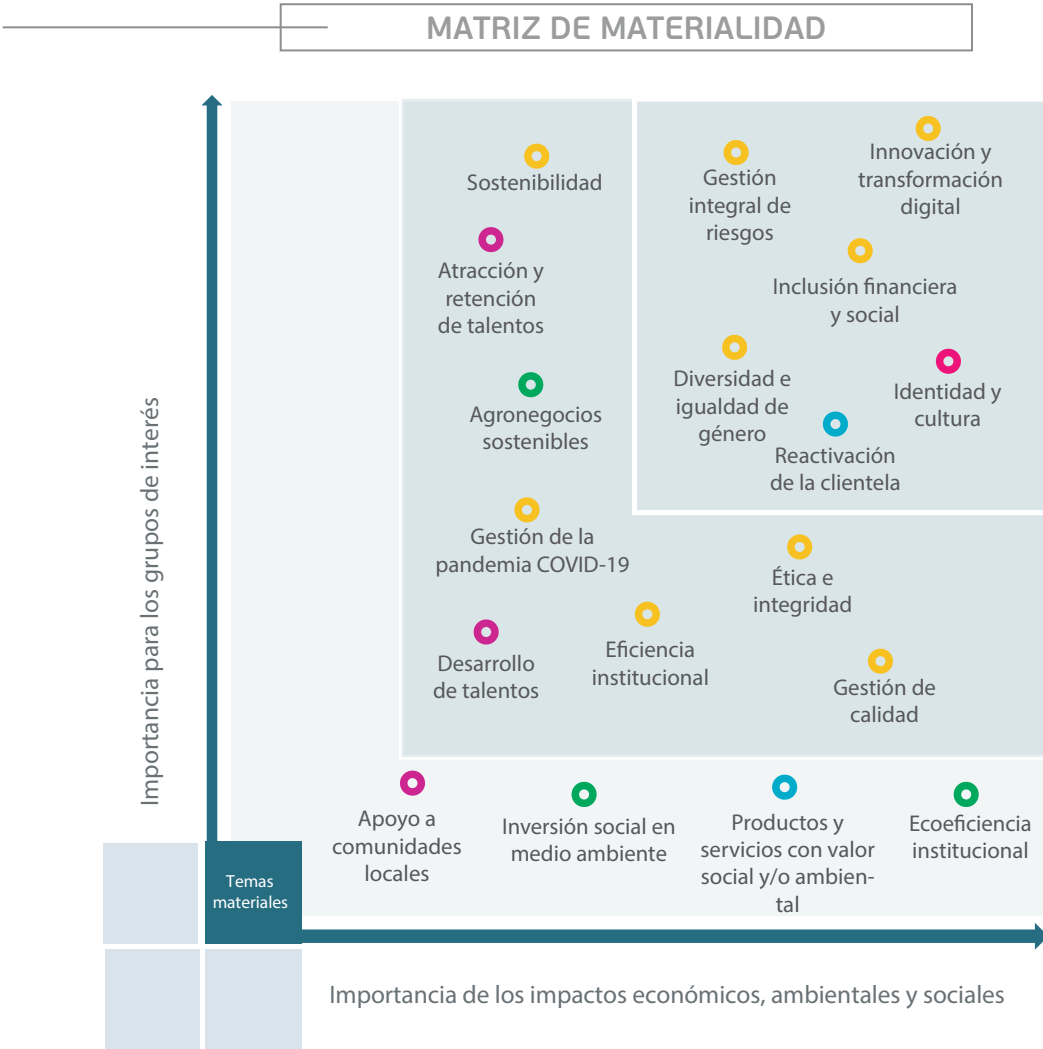 MATRIZ DE MATERIALIDAD
Importancia para los grupos de interés
Sostenibilidad
Gestión
integral de
riesgos
Innovación y
transformación
digital
Atracción y
retención
de talentos
Inclusión financiera
y social
Agronegocios
sostenibles
Diversidad e
igualdad de
género
Identidad y
cultura
Reactivación
de la clientela
Gestión de la
pandemia COVID-19
Ética e
integridad
Desarrollo
de talentos
Eficiencia
institucional
Gestión de
calidad
Apoyo a
comunidades
locales
Inversión social en
medio ambiente
Productos y
servicios con valor
social y/o ambien-
tal
Ecoeficiencia
institucional
Temas
materiales
Importancia de los impactos económicos, ambientales y sociales